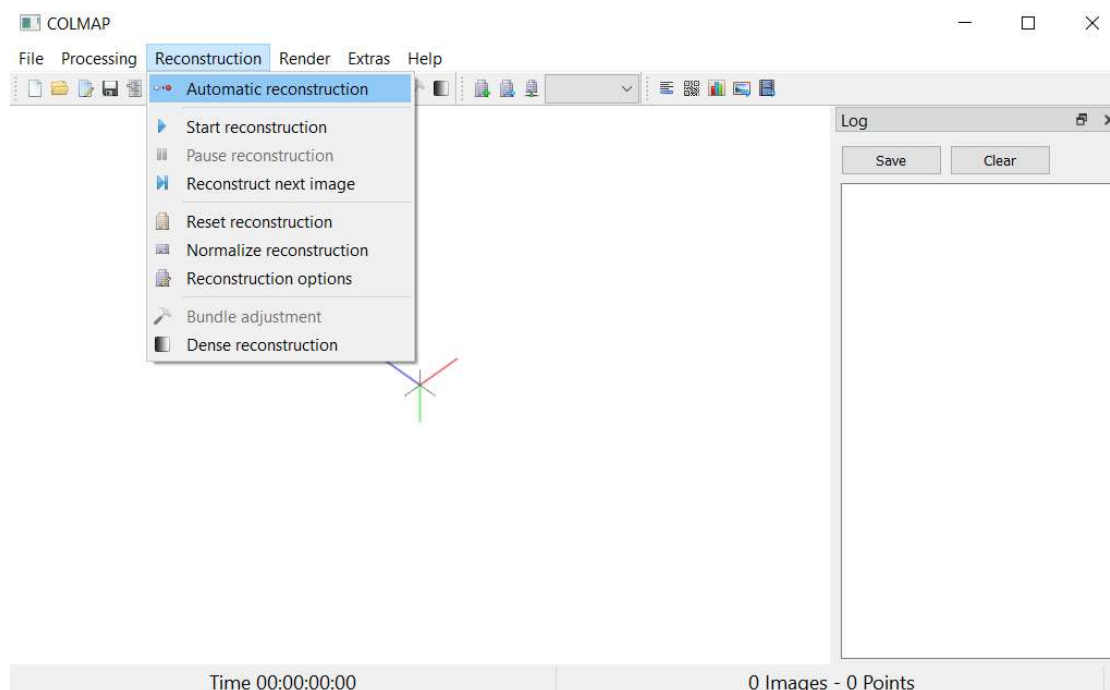 COLMAP
File Processing Reconstruction Render Extras Help
Automatic reconstruction
Start reconstruction
Pause reconstruction
Reconstruct next image
Reset reconstruction
Normalize reconstruction
Reconstruction options
Bundle adjustment
Dense reconstruction
Log
Save Clear
Time 00:00:00:00 0 Images - 0 Points